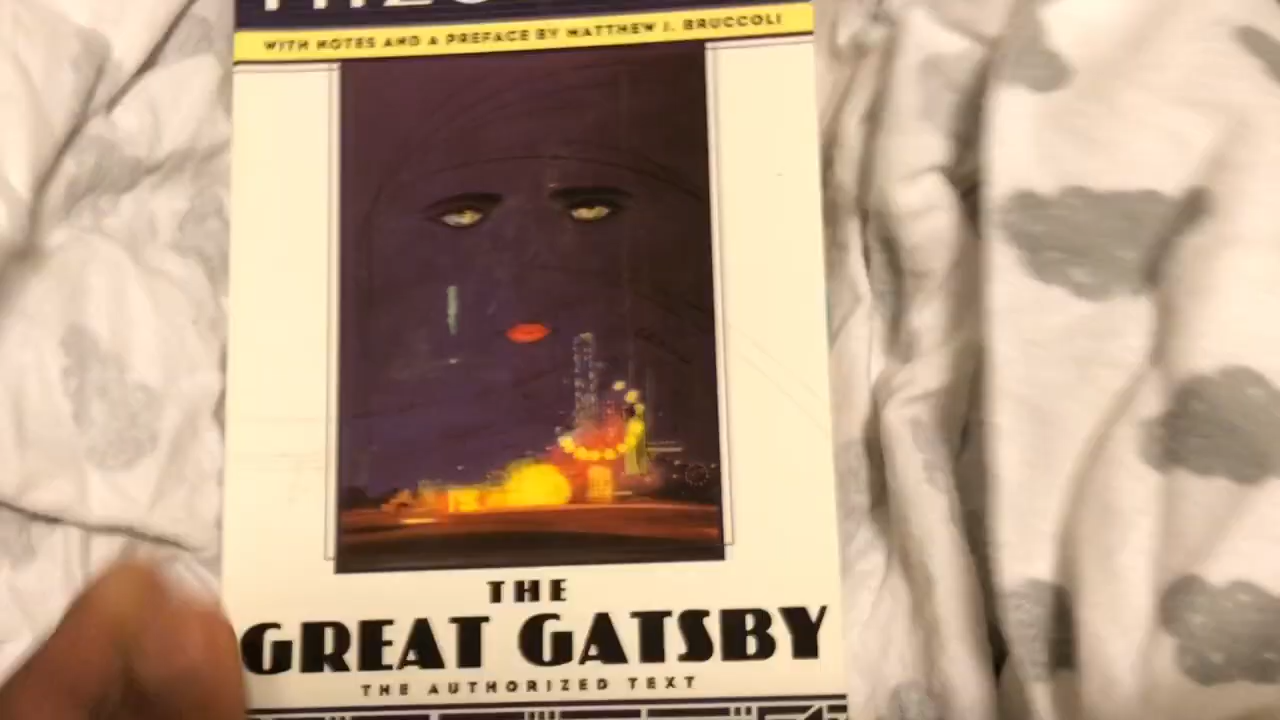 WITH NOTES AND A PREFACE BY MATTHEW J. BRUCCOLI
THE
GREAT GATSBY
THE AUTHORIZED TEXT